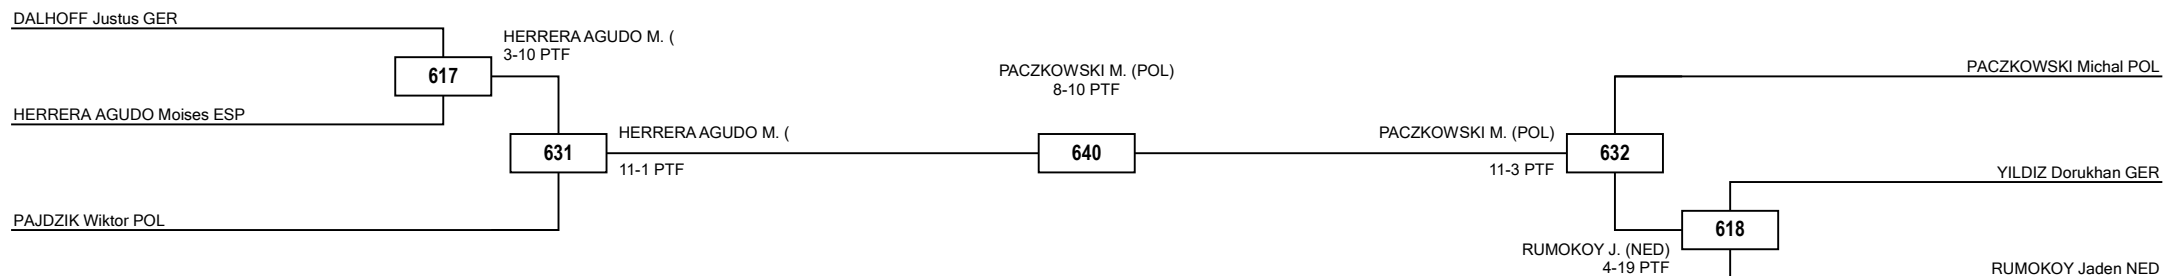 DALHOFF Justus GER
HERRERA AGUDO M. (
3-10 PTF
617
PACZKOWSKI M. (POL)
8-10 PTF
PACZKOWSKI Michal POL
HERRERA AGUDO Moises ESP
HERRERA AGUDO M. (
PACZKOWSKI M. (POL)
631
640
632
11-1 PTF
11-3 PTF
YILDIZ Dorukhan GER
PAJDZIK Wiktor POL
618
RUMOKOY J. (NED)
4-19 PTF
RUMOKOY Jaden NED